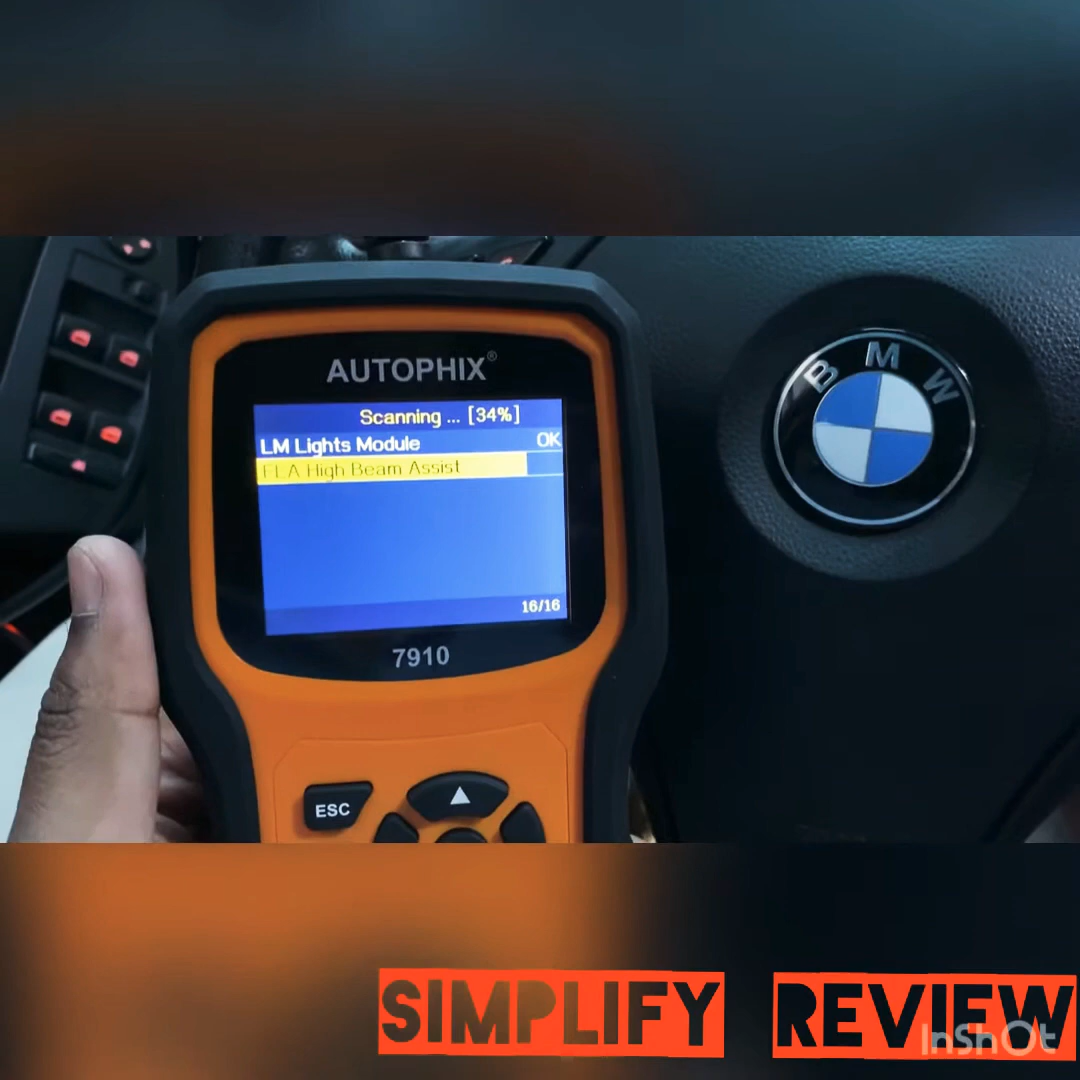 AUTOPHIX®
Scanning ... [34%]
LM Lights Module OK
FLA High Beam Assist
16/16
7910
ESC
BMW
SIMPLIFY REVIEW
InShOt